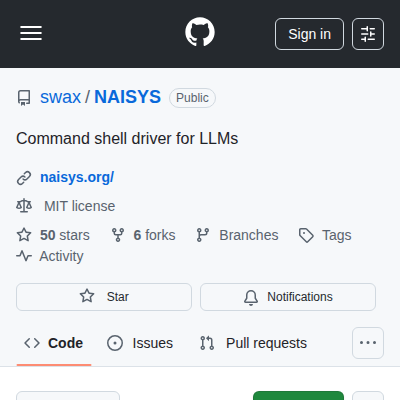 Sign in
swax / NAISYS Public
Command shell driver for LLMs
naisys.org/
MIT license
50 stars 6 forks Branches Tags
Activity
Star Notifications
Code Issues Pull requests